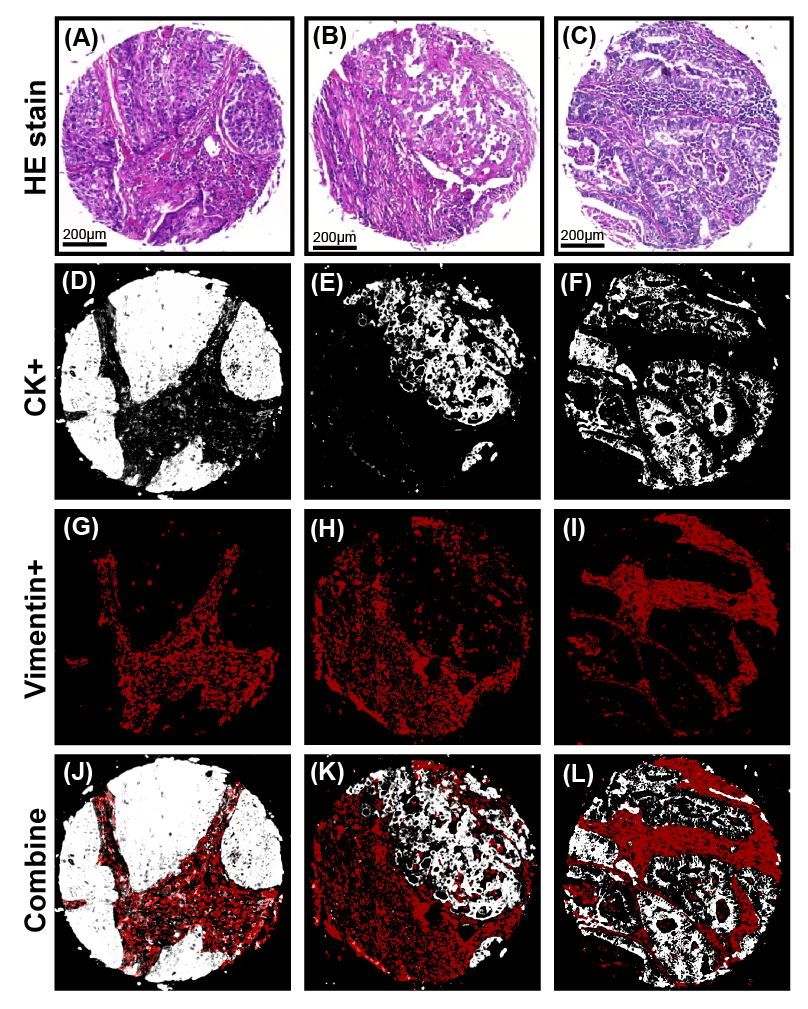 HE stain
(A)
(B)
(C)
200μm
200μm
200μm
CK+
(D)
(E)
(F)
Vimentin+
(G)
(H)
(I)
Combine
(J)
(K)
(L)